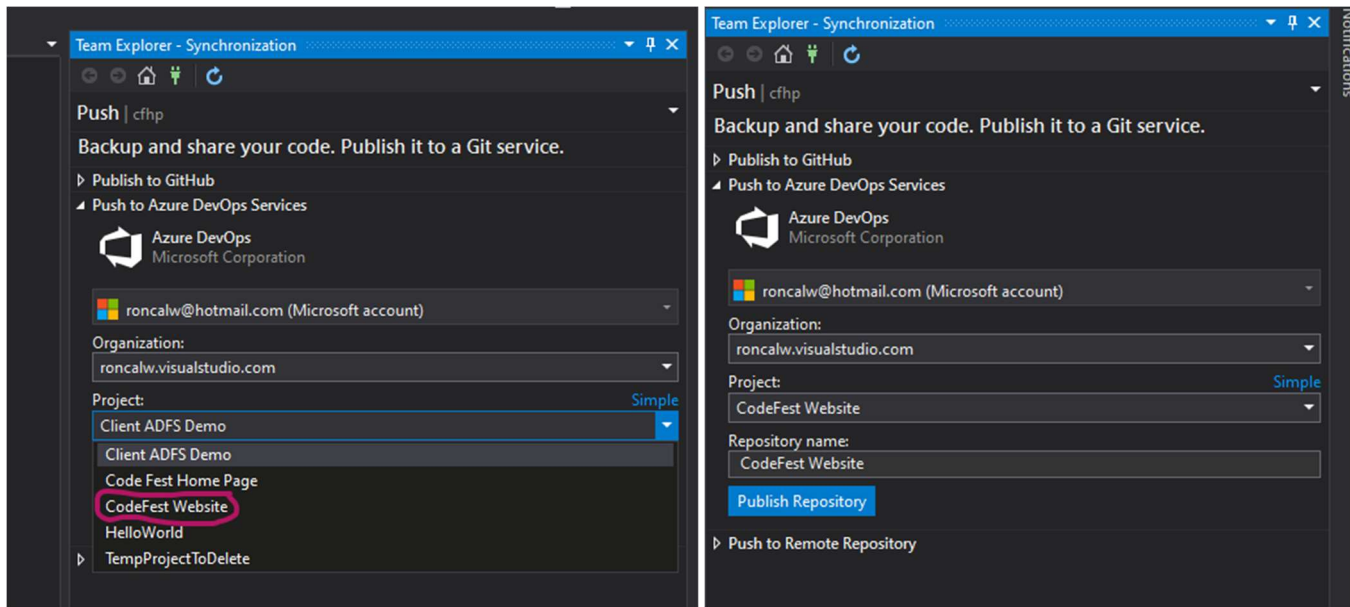 Team Explorer - Synchronization
Push | cfhp
Backup and share your code. Publish it to a Git service.
Publish to GitHub
Push to Azure DevOps Services
Azure DevOps
Microsoft Corporation
roncalw@hotmail.com (Microsoft account)
Organization:
roncalw.visualstudio.com
Project: Simple
Client ADFS Demo
Client ADFS Demo
Code Fest Home Page
CodeFest Website
HelloWorld
TempProjectToDelete
Team Explorer - Synchronization
Push | cfhp
Backup and share your code. Publish it to a Git service.
Publish to GitHub
Push to Azure DevOps Services
Azure DevOps
Microsoft Corporation
roncalw@hotmail.com (Microsoft account)
Organization:
roncalw.visualstudio.com
Project: Simple
CodeFest Website
Repository name:
CodeFest Website
Publish Repository
Push to Remote Repository
Notifications